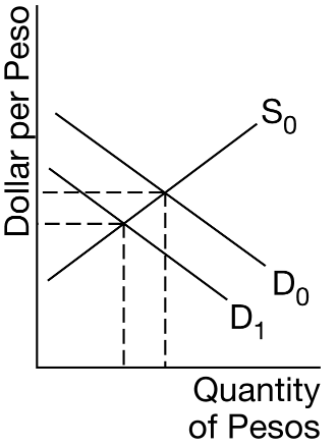 Dollar per Peso
S0
D0
D1
Quantity
of Pesos